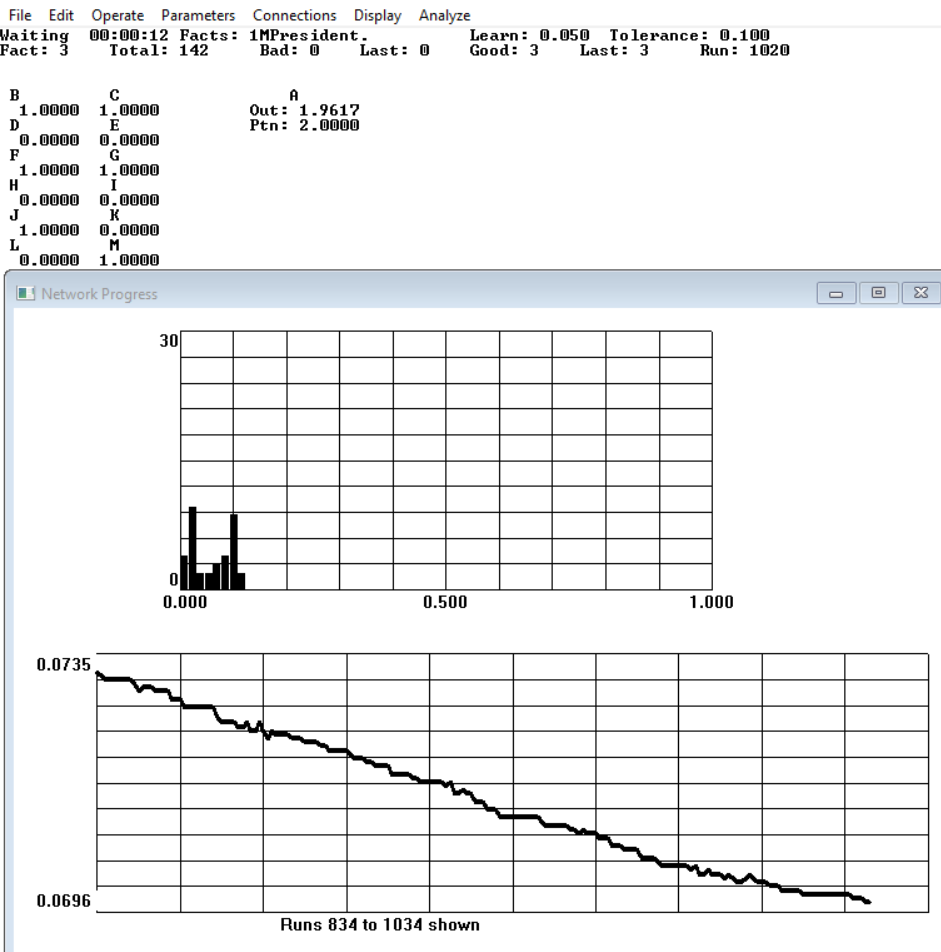 File Edit Operate Parameters Connections Display Analyze
Waiting 00:00:12 Facts: 1MPresident. Learn: 0.050 Tolerance: 0.100
Fact: 3 Total: 142 Bad: 0 Last: 0 Good: 3 Last: 3 Run: 1020
B C A
1.0000 1.0000 Out: 1.9617
D E Ptn: 2.0000
0.0000 0.0000
F G
1.0000 1.0000
H I
0.0000 0.0000
J K
1.0000 0.0000
L M
0.0000 1.0000
Network Progress
30
0
0.000 0.500 1.000
0.0735
0.0696
Runs 834 to 1034 shown